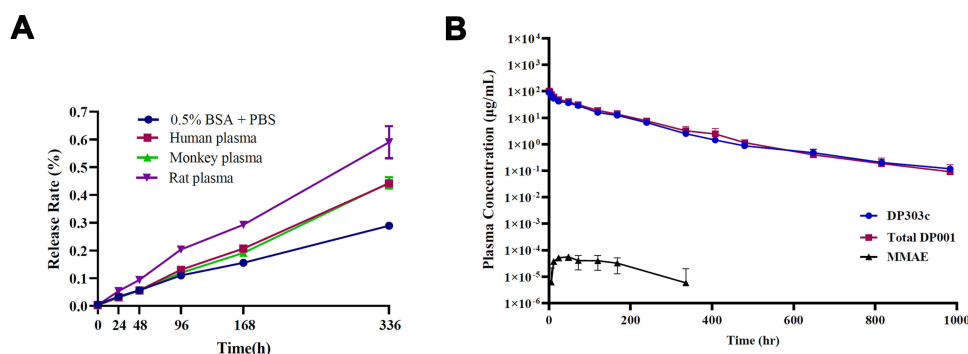 A
Release Rate (%)
0.7
0.6
0.5
0.4
0.3
0.2
0.1
0.0
0.5% BSA + PBS
Human plasma
Monkey plasma
Rat plasma
0 24 48 96 168 336
Time(h)
B
Plasma Concentration (μg/mL)
1×10⁴
1×10³
1×10²
1×10¹
1×10⁰
1×10⁻¹
1×10⁻²
1×10⁻³
1×10⁻⁴
1×10⁻⁵
1×10⁻⁶
DP303c
Total DP001
MMAE
0 200 400 600 800 1000
Time (hr)